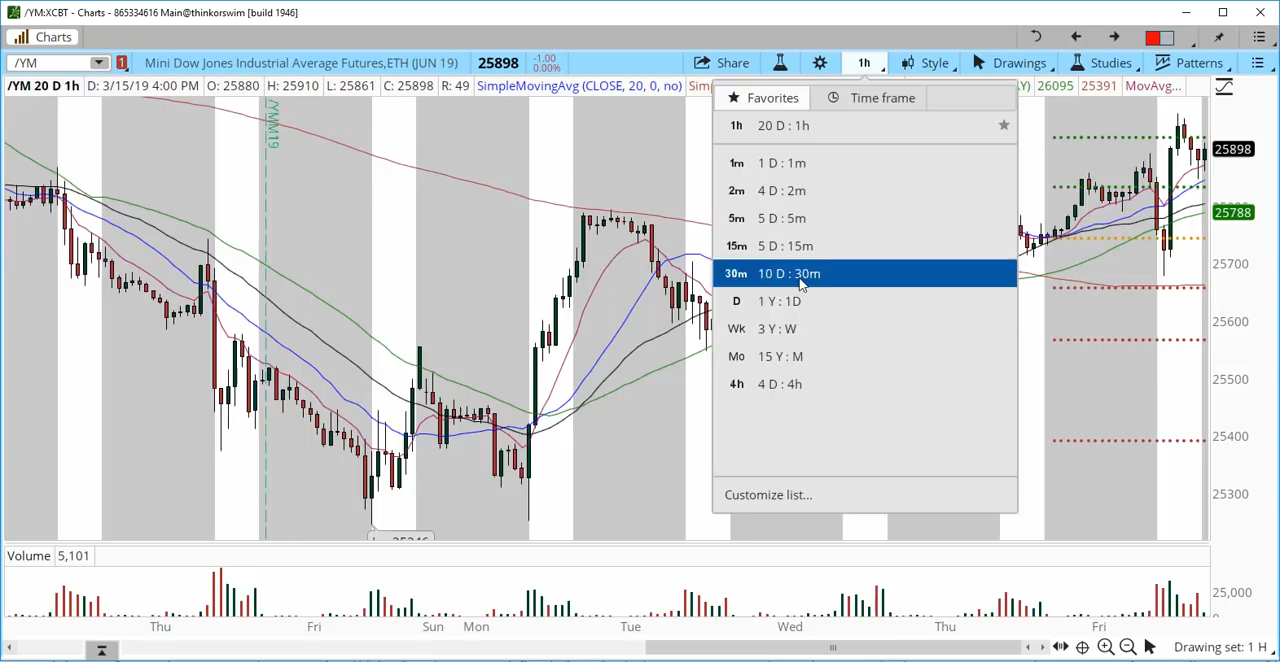 /YM:XCBT - Charts - 865334616 Main@thinkorswim [build 1946]
Charts
/YM
1
Mini Dow Jones Industrial Average Futures,ETH (JUN 19)
25898
-1.00
0.00%
Share
1h
Style
Drawings
Studies
Patterns
/YM 20 D 1h
D: 3/15/19 4:00 PM
O: 25880
H: 25910
L: 25861
C: 25898
R: 49
SimpleMovingAvg (CLOSE, 20, 0, no)
26095
25391
MovAvg...
/YMM19
Favorites
Time frame
1h 20 D : 1h
1m 1 D : 1m
2m 4 D : 2m
5m 5 D : 5m
15m 5 D : 15m
30m 10 D : 30m
D 1 Y : 1D
Wk 3 Y : W
Mo 15 Y : M
4h 4 D : 4h
Customize list...
25898
25788
25700
25600
25500
25400
25300
Volume 5,101
25,000
0
Thu
Fri
Sun
Mon
Tue
Wed
Thu
Fri
Drawing set: 1 H